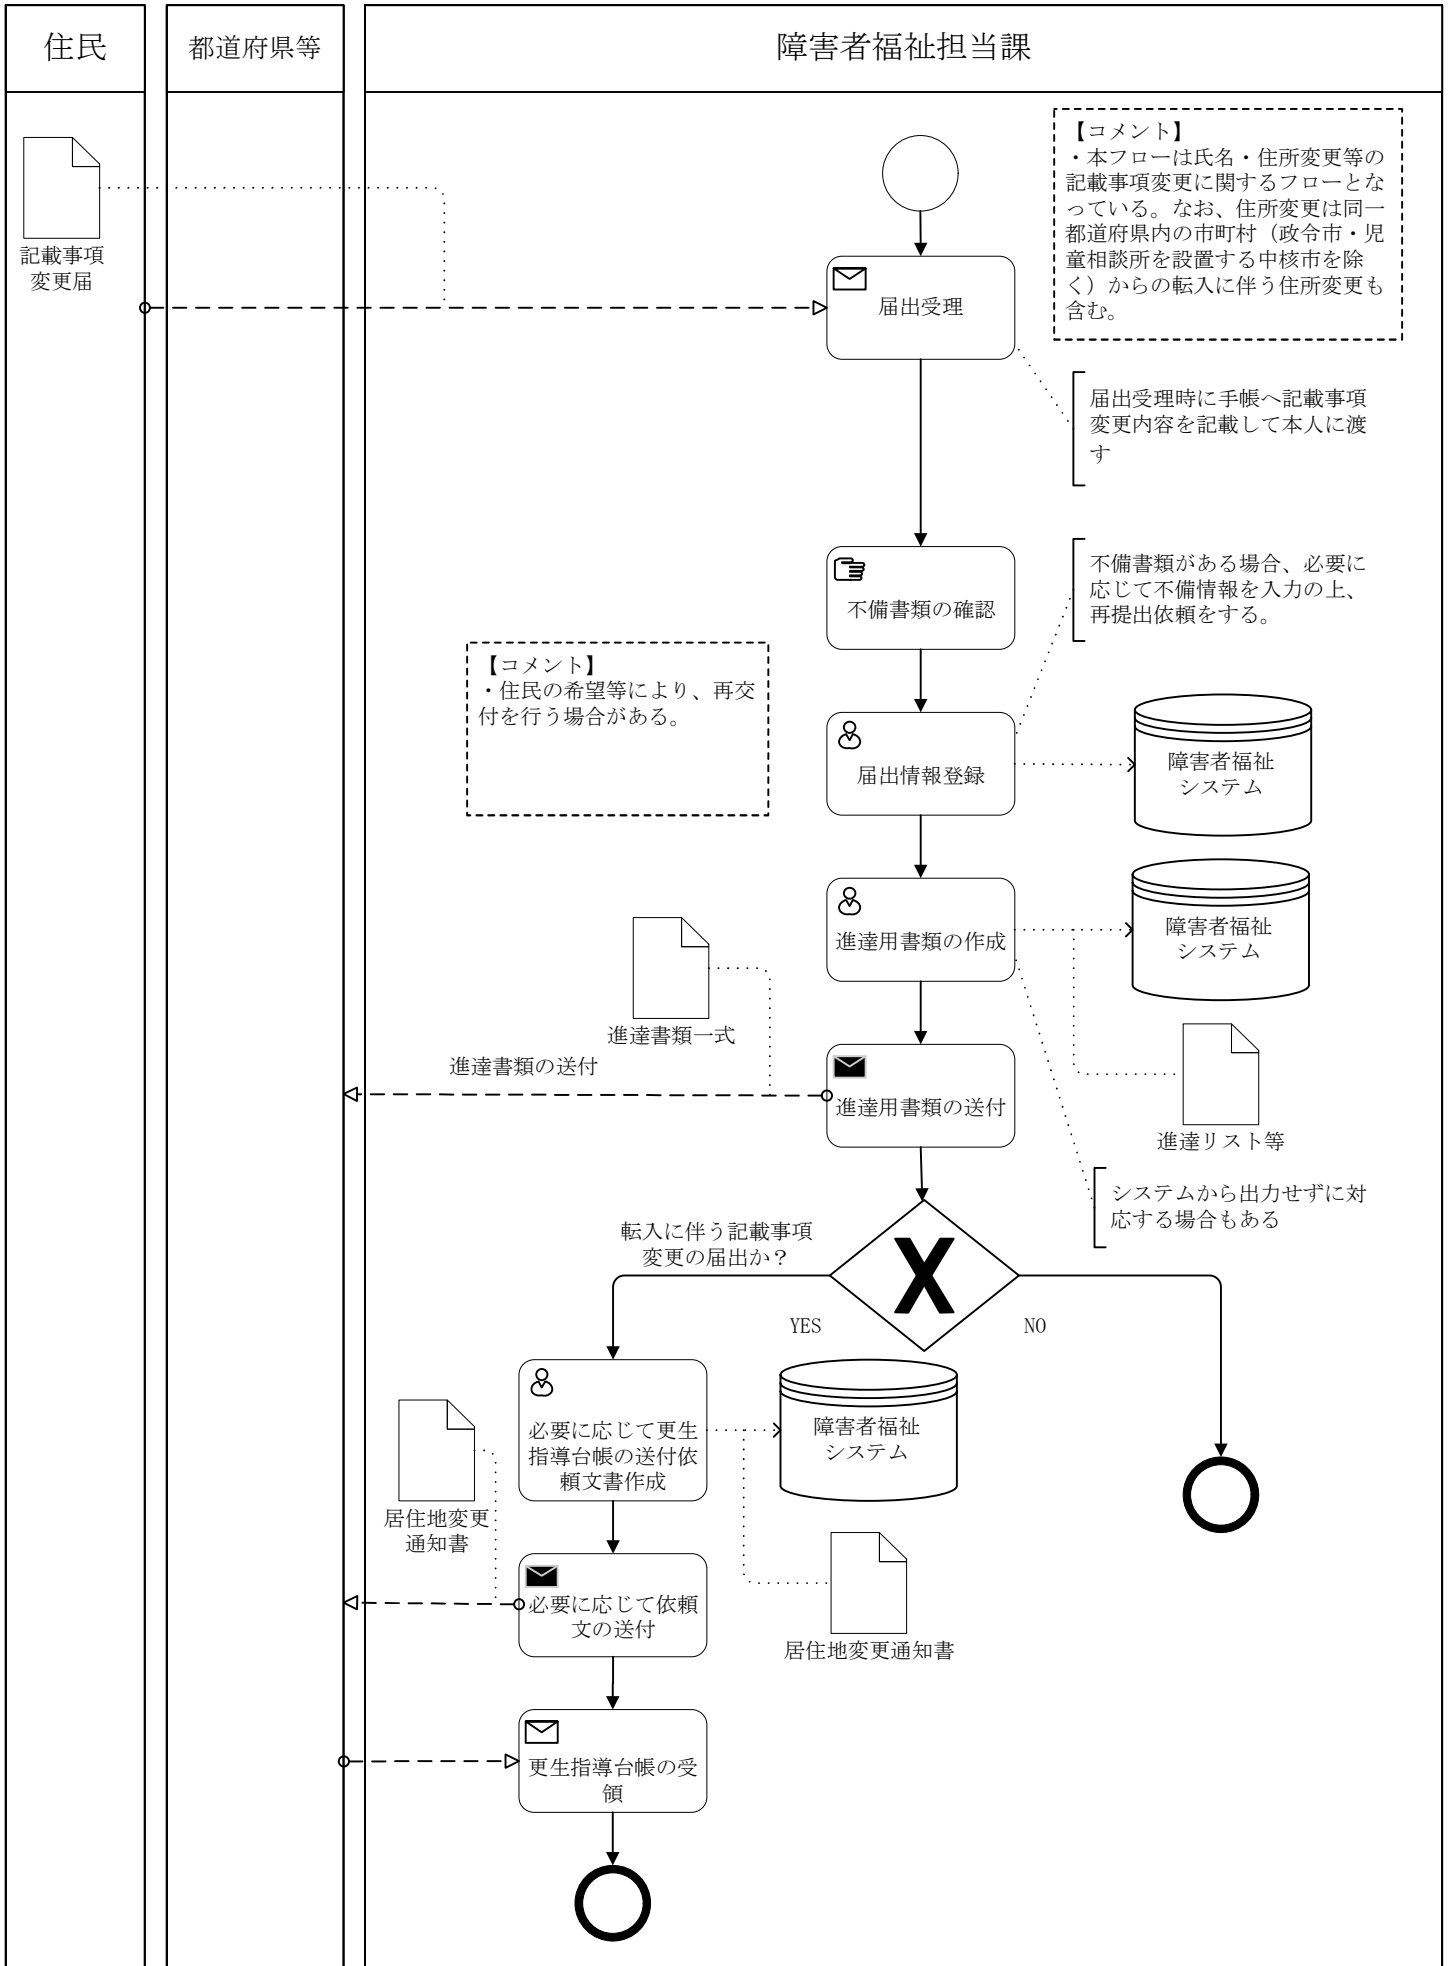 住民
都道府県等
障害者福祉担当課
記載事項
変更届
【コメント】
・本フローは氏名・住所変更等の
記載事項変更に関するフローとな
っている。なお、住所変更は同一
都道府県内の市町村（政令市・児
童相談所を設置する中核市を除
く）からの転入に伴う住所変更も
含む。
届出受理
届出受理時に手帳へ記載事項
変更内容を記載して本人に渡
す
不備書類の確認
不備書類がある場合、必要に
応じて不備情報を入力の上、
再提出依頼をする。
【コメント】
・住民の希望等により、再交
付を行う場合がある。
届出情報登録
障害者福祉
システム
進達用書類の作成
障害者福祉
システム
進達書類一式
進達書類の送付
進達用書類の送付
進達リスト等
システムから出力せずに対
応する場合もある
転入に伴う記載事項
変更の届出か？
YES
NO
必要に応じて更生
指導台帳の送付依
頼文書作成
障害者福祉
システム
居住地変更
通知書
必要に応じて依頼
文の送付
居住地変更通知書
更生指導台帳の受
領